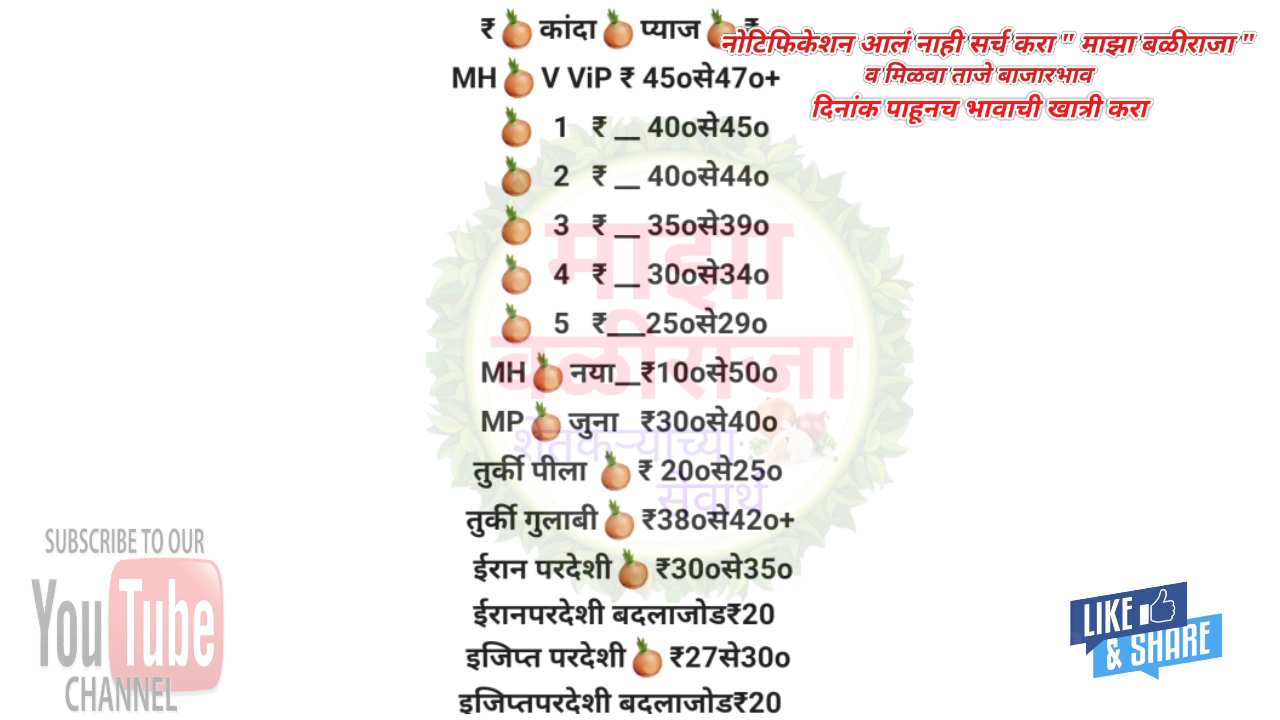 ₹ कांदा प्याज ₹
नोटिफिकेशन आलं नाही सर्च करा " माझा बळीराजा "
व मिळवा ताजे बाजारभाव
दिनांक पाहूनच भावाची खात्री करा
MH V ViP ₹ 45oसे47o+
1 ₹ __ 40oसे45o
2 ₹ __ 40oसे44o
3 ₹ __ 35oसे39o
4 ₹ __ 30oसे34o
5 ₹___25oसे29o
MH नया__₹10oसे50o
MP जुना ₹30oसे40o
तुर्की पीला ₹ 20oसे25o
तुर्की गुलाबी ₹38oसे42o+
ईरान परदेशी ₹30oसे35o
ईरानपरदेशी बदलाजोड₹20
इजिप्त परदेशी ₹27से30o
इजिप्तपरदेशी बदलाजोड₹20
माझा
बळीराजा
शेतकऱ्यांच्या
सेवार्थ
SUBSCRIBE TO OUR
YouTube
CHANNEL
LIKE
& SHARE